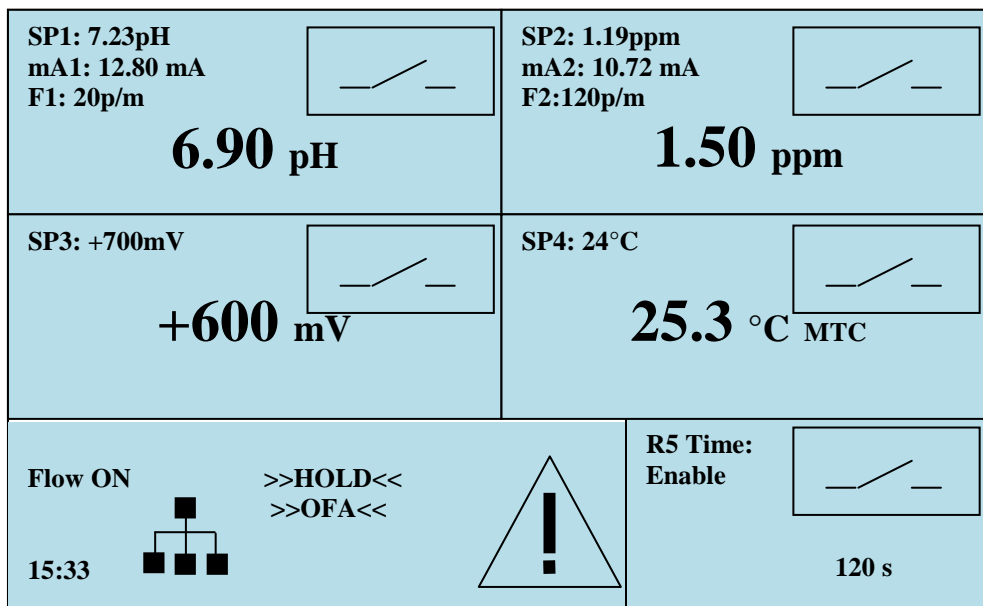 SP1: 7.23pH
mA1: 12.80 mA
F1: 20p/m
6.90 pH
SP2: 1.19ppm
mA2: 10.72 mA
F2:120p/m
1.50 ppm
SP3: +700mV
+600 mV
SP4: 24°C
25.3 °C MTC
Flow ON
>>HOLD<<
>>OFA<<
!
15:33
R5 Time:
Enable
120 s